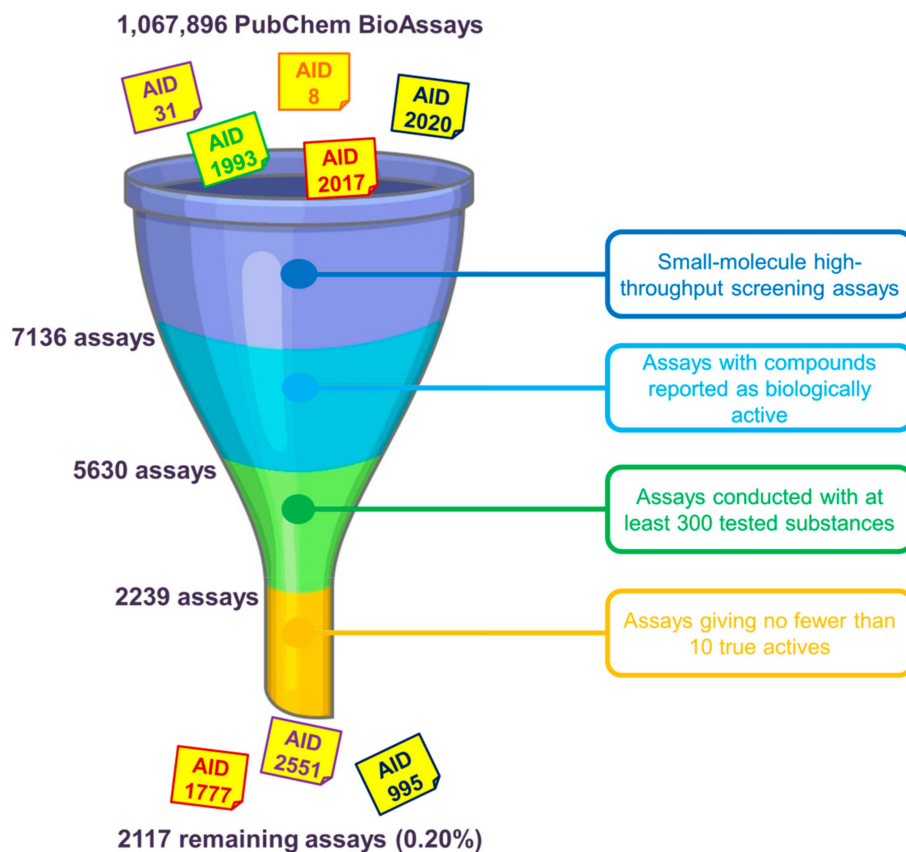 1,067,896 PubChem BioAssays
AID
31
AID
8
AID
2020
AID
1993
AID
2017
Small-molecule high-
throughput screening assays
7136 assays
Assays with compounds
reported as biologically
active
5630 assays
Assays conducted with at
least 300 tested substances
2239 assays
Assays giving no fewer than
10 true actives
AID
1777
AID
2551
AID
995
2117 remaining assays (0.20%)